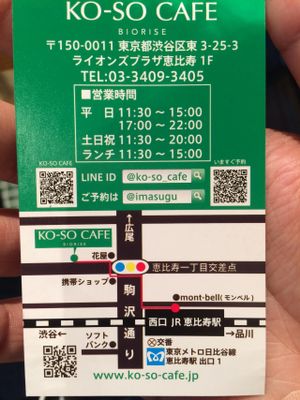 KO-SO CAFE
BIORISE
〒150-0011 東京都渋谷区東 3-25-3
ライオンズプラザ恵比寿 1F
TEL:03-3409-3405
■営業時間
平　日 11:30 〜 15:00
17:00 〜 22:00
土日祝 11:30 〜 20:00
ランチ 11:30 〜 15:00
KO-SO CAFE
いますぐ予約
LINE ID @ko-so_cafe
ご予約は @imasugu
↑広尾
KO-SO CAFE
BIORISE
花屋
恵比寿一丁目交差点
携帯ショップ
駒沢通り
mont-bell(モンベル)
西口 JR 恵比寿駅
渋谷←
→品川
ソフトバンク
交番
東京メトロ日比谷線
恵比寿駅 出口 1
www.ko-so-cafe.jp